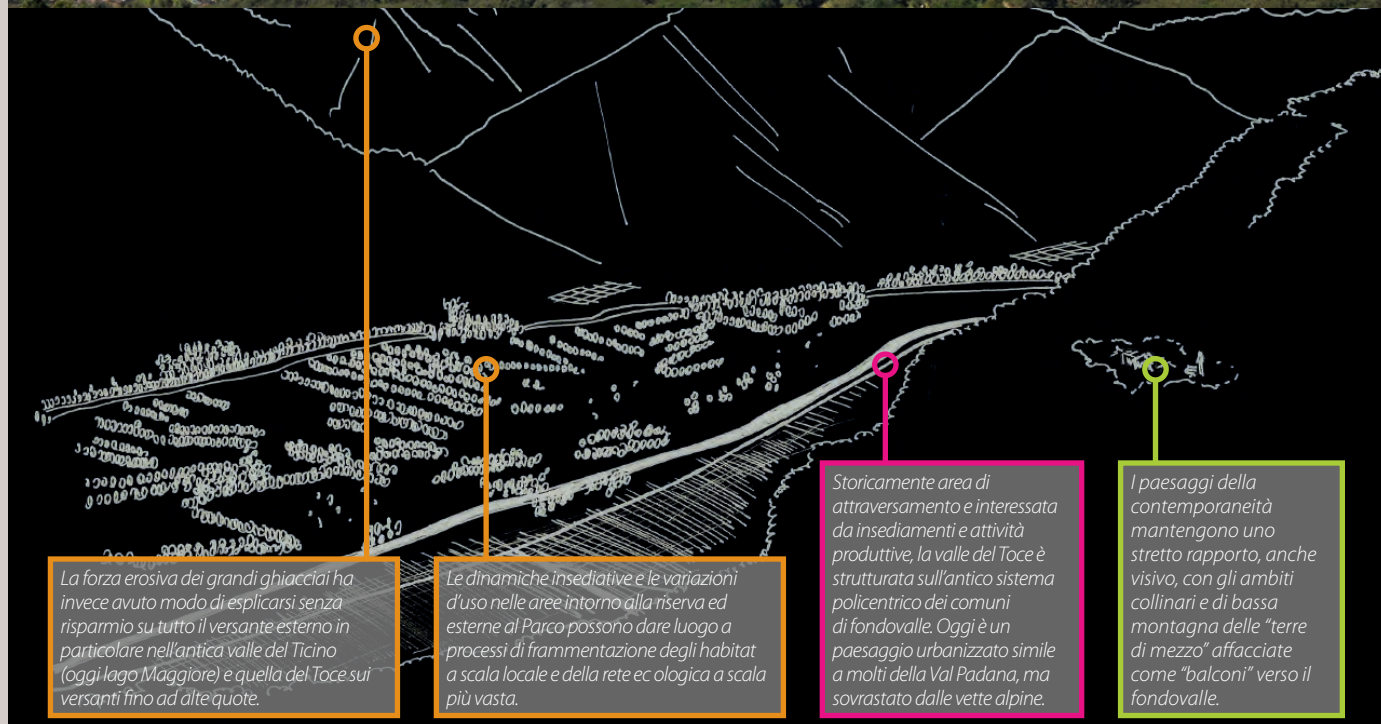 La forza erosiva dei grandi ghiacciai ha
invece avuto modo di esplicarsi senza
risparmio su tutto il versante esterno in
particolare nell'antica valle del Ticino
(oggi lago Maggiore) e quella del Toce sui
versanti fino ad alte quote.
Le dinamiche insediative e le variazioni
d'uso nelle aree intorno alla riserva ed
esterne al Parco possono dare luogo a
processi di frammentazione degli habitat
a scala locale e della rete ec ologica a scala
più vasta.
Storicamente area di
attraversamento e interessata
da insediamenti e attività
produttive, la valle del Toce è
strutturata sull'antico sistema
policentrico dei comuni
di fondovalle. Oggi è un
paesaggio urbanizzato simile
a molti della Val Padana, ma
sovrastato dalle vette alpine.
I paesaggi della
contemporaneità
mantengono uno
stretto rapporto, anche
visivo, con gli ambiti
collinari e di bassa
montagna delle "terre
di mezzo" affacciate
come "balconi" verso il
fondovalle.